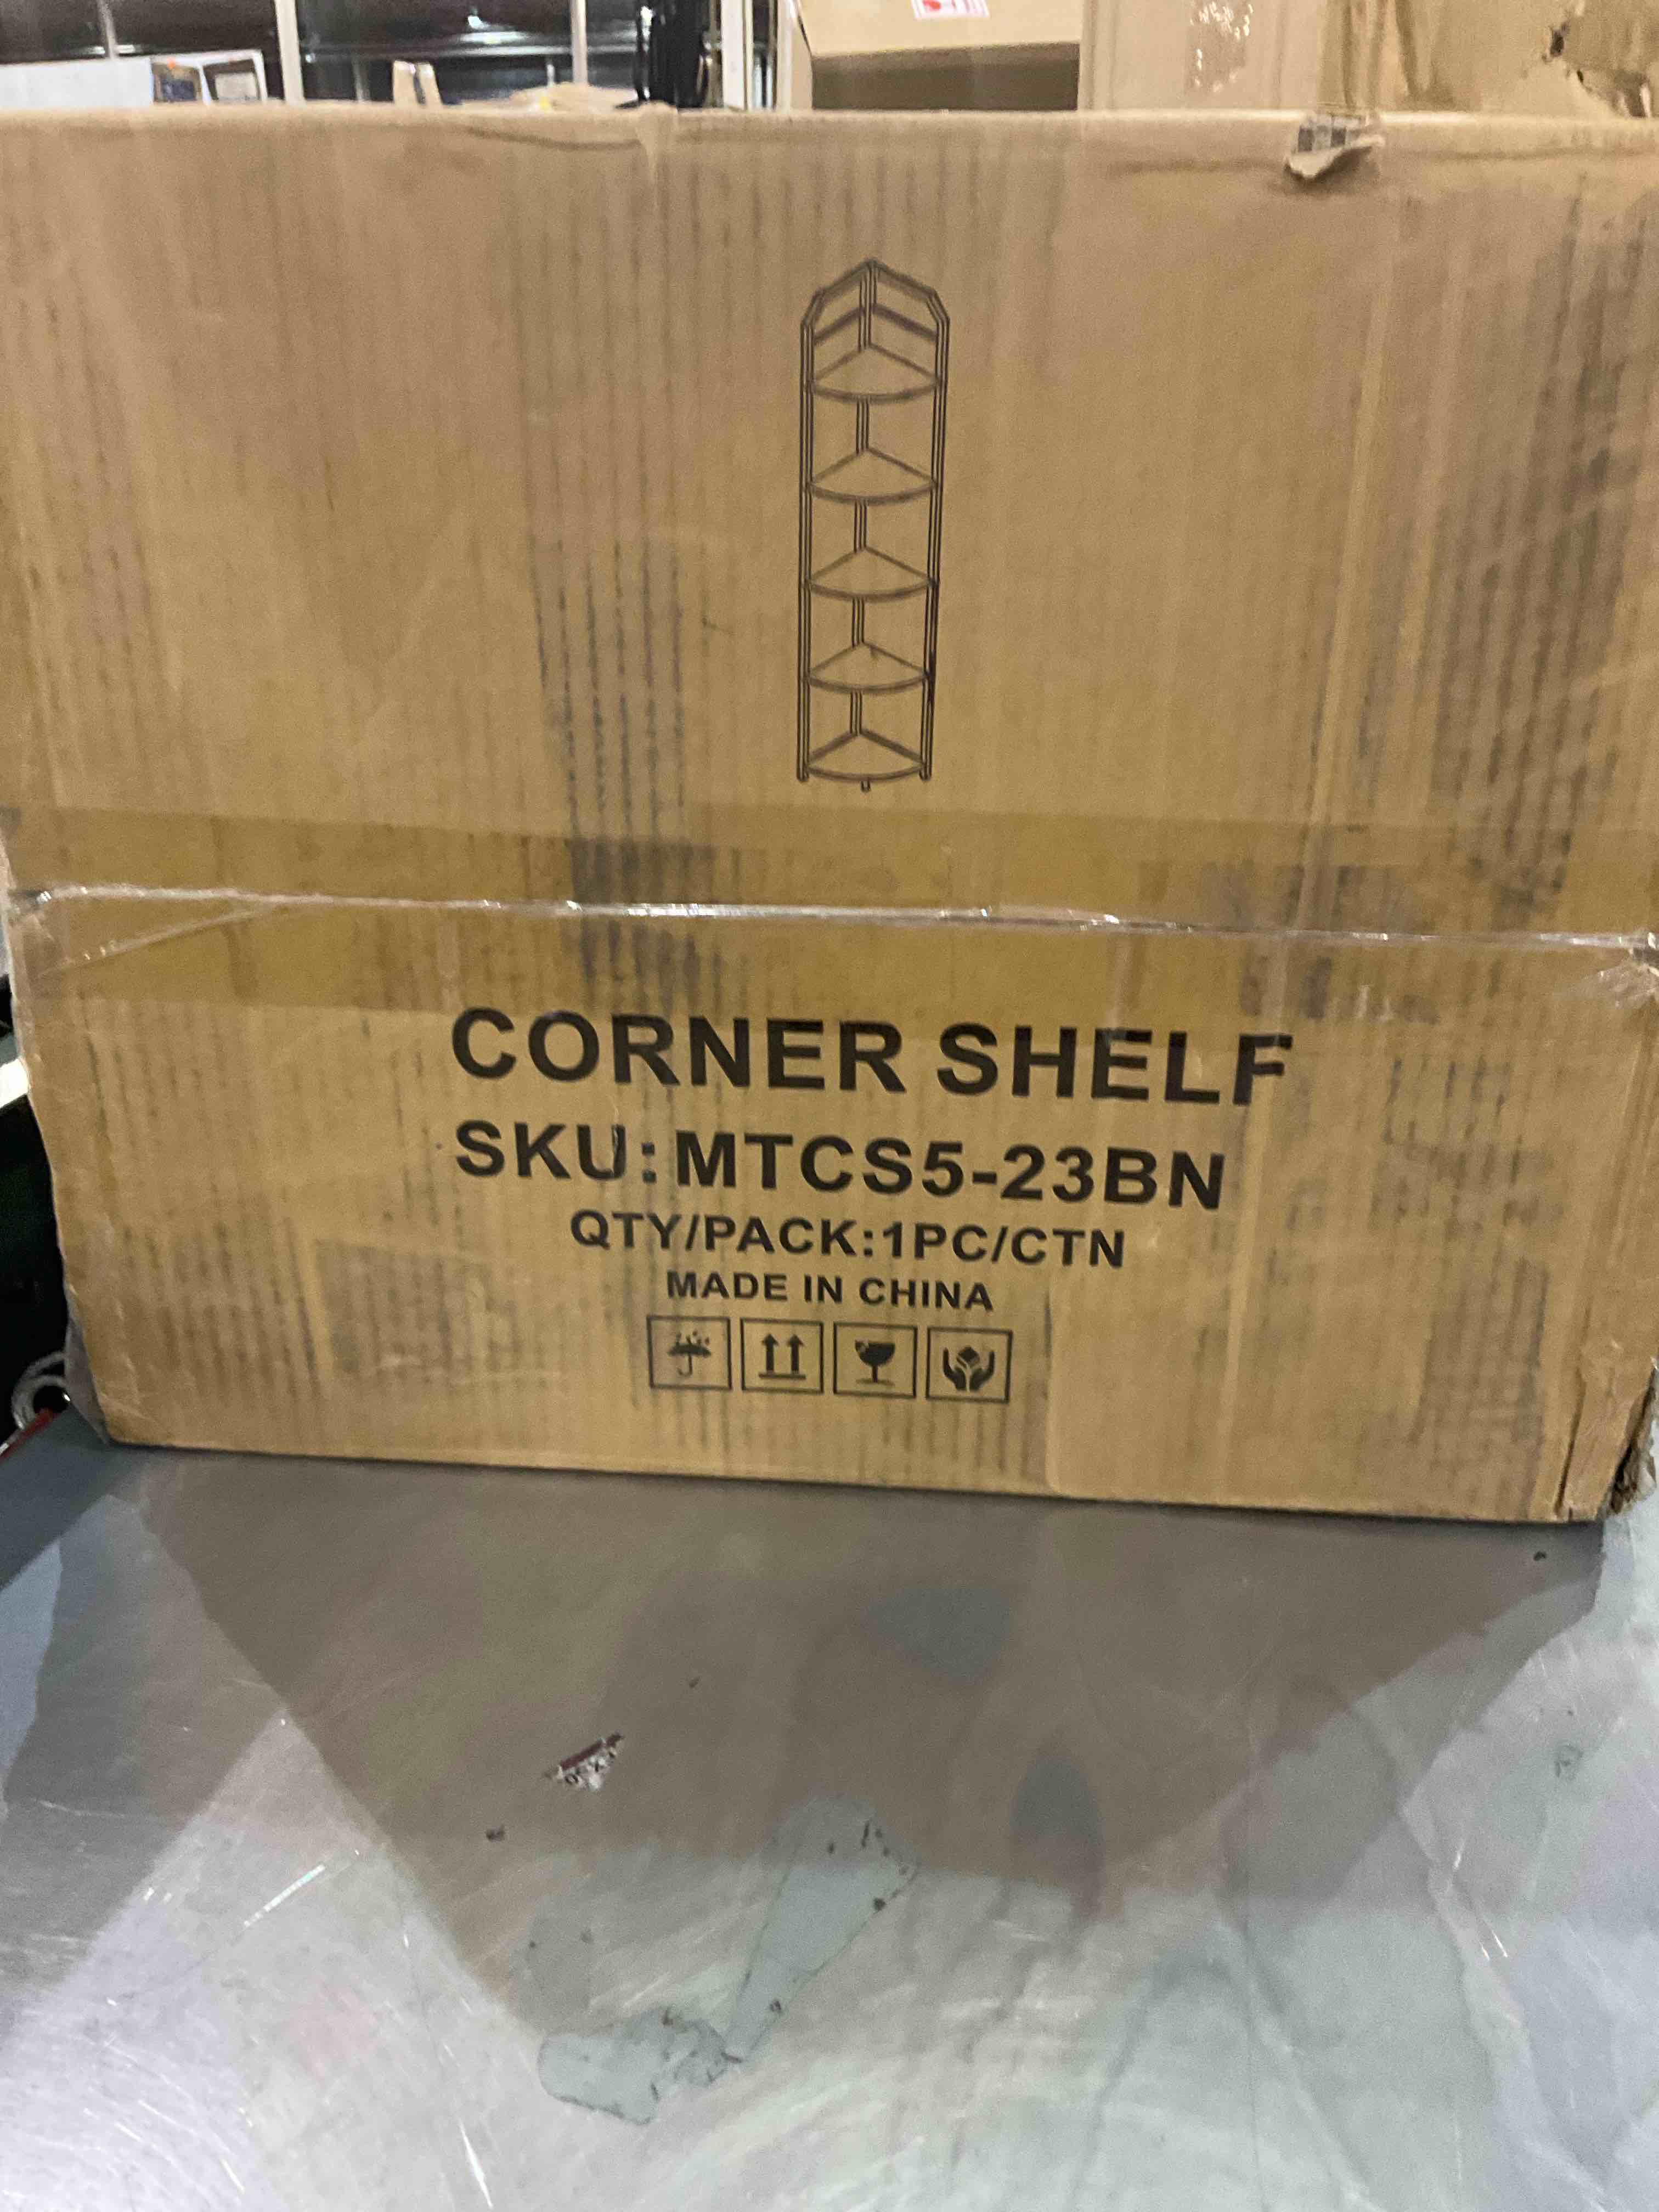 CORNER SHELF
SKU:MTCS5-23BN
QTY/PACK:1PC/CTN
MADE IN CHINA